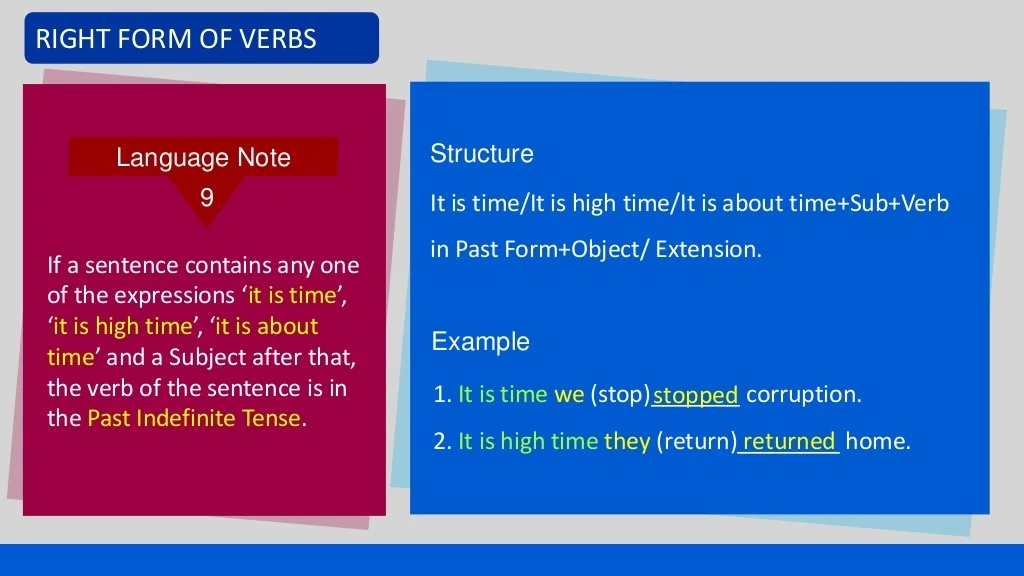 RIGHT FORM OF VERBS
Language Note
9
If a sentence contains any one
of the expressions ‘it is time’,
‘it is high time’, ‘it is about
time’ and a Subject after that,
the verb of the sentence is in
the Past Indefinite Tense.
Structure
It is time/It is high time/It is about time+Sub+Verb
in Past Form+Object/ Extension.
Example
1. It is time we (stop) stopped corruption.
2. It is high time they (return) returned home.